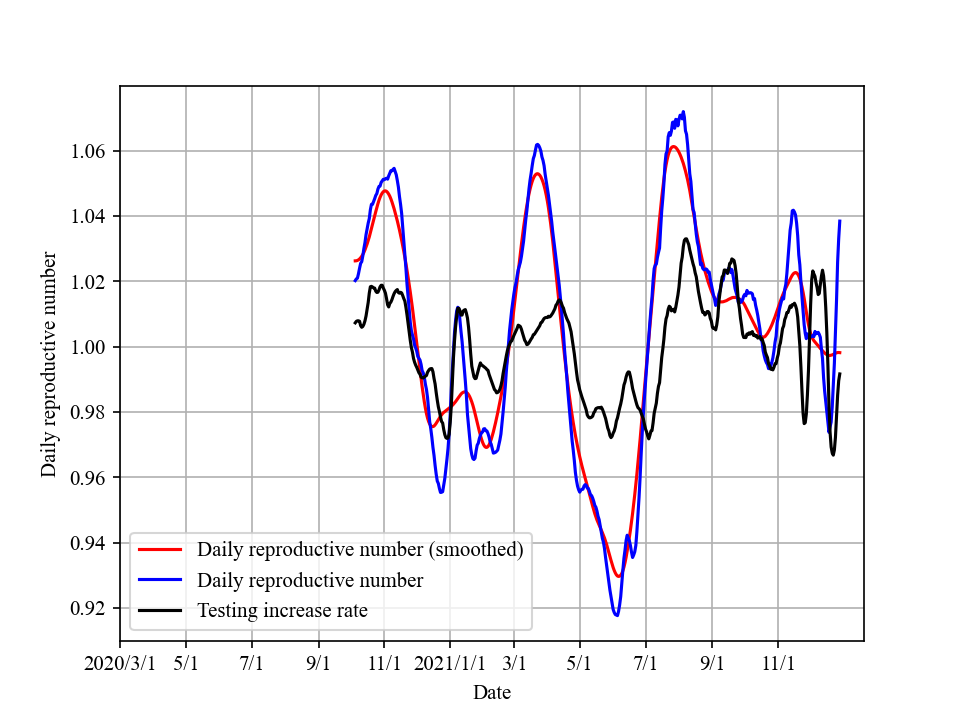 1.06
1.04
1.02
1.00
0.98
0.96
0.94
0.92
Daily reproductive number
Daily reproductive number (smoothed)
Daily reproductive number
Testing increase rate
2020/3/1 5/1 7/1 9/1 11/1 2021/1/1 3/1 5/1 7/1 9/1 11/1
Date